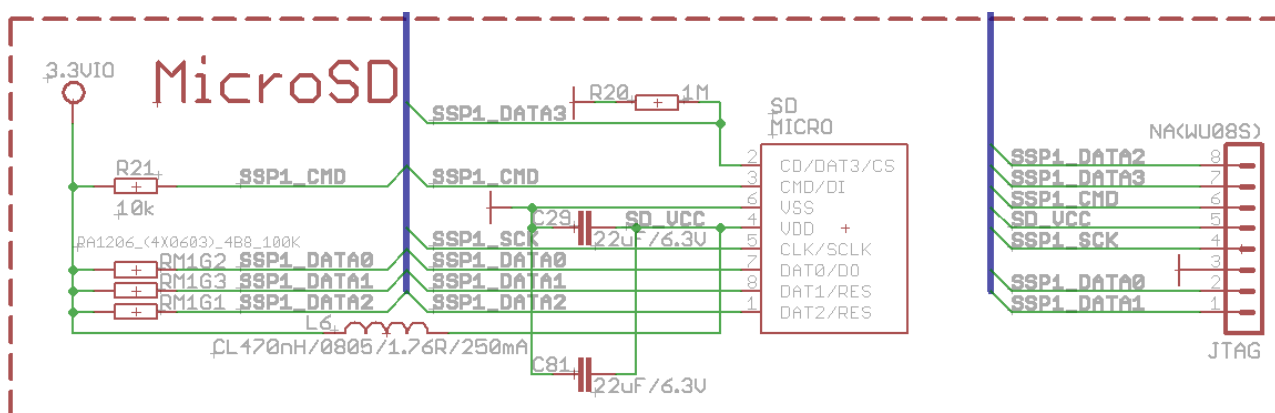 3.3VIO
MicroSD
R20
1M
SSP1_DATA3
SD
MICRO
R21
10k
SSP1_CMD
SSP1_CMD
2
CD/DAT3/CS
3
CMD/DI
6
VSS
4
VDD
5
CLK/SCLK
7
DAT0/DO
8
DAT1/RES
1
DAT2/RES
C29
22uF/6.3V
SD_VCC
SSP1_SCK
RA1206_(4X0603)_4B8_100K
RM1G2
SSP1_DATA0
SSP1_DATA0
RM1G3
SSP1_DATA1
SSP1_DATA1
RM1G1
SSP1_DATA2
SSP1_DATA2
L6
CL470nH/0805/1.76R/250mA
C81
22uF/6.3V
NA(WU08S)
SSP1_DATA2
8
SSP1_DATA3
7
SSP1_CMD
6
SD_VCC
5
SSP1_SCK
4
3
SSP1_DATA0
2
SSP1_DATA1
1
JTAG